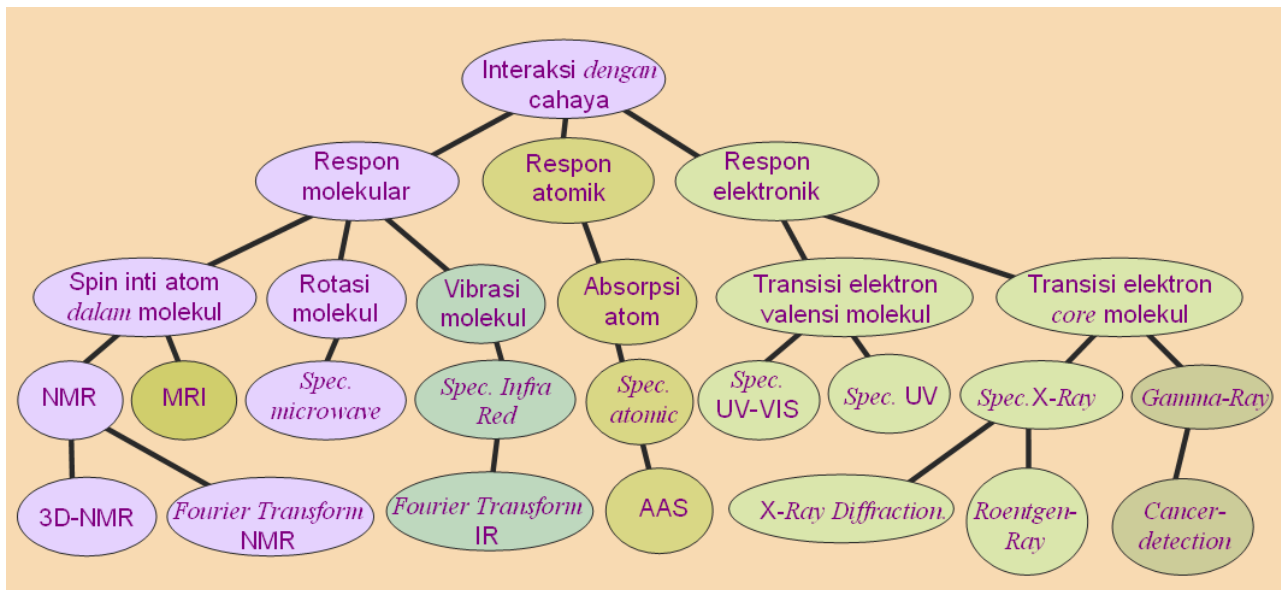 Interaksi dengan
cahaya
Respon
molekular
Respon
atomik
Respon
elektronik
Spin inti atom
dalam molekul
Rotasi
molekul
Vibrasi
molekul
Absorpsi
atom
Transisi elektron
valensi molekul
Transisi elektron
core molekul
NMR
MRI
Spec.
microwave
Spec. Infra
Red
Spec.
atomic
Spec.
UV-VIS
Spec. UV
Spec.X-Ray
Gamma-Ray
3D-NMR
Fourier Transform
NMR
Fourier Transform
IR
AAS
X-Ray Diffraction.
Roentgen-
Ray
Cancer-
detection